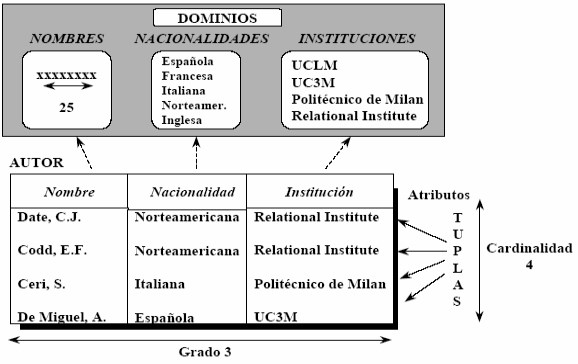 DOMINIOS
NOMBRES NACIONALIDADES INSTITUCIONES
xxxxxxxx
25
Española
Francesa
Italiana
Norteamer.
Inglesa
UCLM
UC3M
Politécnico de Milan
Relational Institute
AUTOR
Nombre Nacionalidad Institución
Date, C.J. Norteamericana Relational Institute
Codd, E.F. Norteamericana Relational Institute
Ceri, S. Italiana Politécnico de Milan
De Miguel, A. Española UC3M
Atributos
T
U
P
L
A
S
Cardinalidad
4
Grado 3